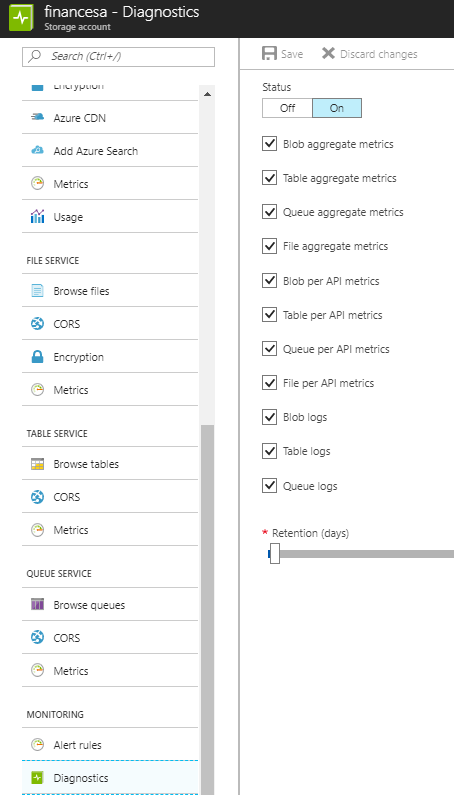 financesa - Diagnostics
Storage account
Search (Ctrl+/)
Encryption
Azure CDN
Add Azure Search
Metrics
Usage
FILE SERVICE
Browse files
CORS
Encryption
Metrics
TABLE SERVICE
Browse tables
CORS
Metrics
QUEUE SERVICE
Browse queues
CORS
Metrics
MONITORING
Alert rules
Diagnostics
Save Discard changes
Status
Off On
Blob aggregate metrics
Table aggregate metrics
Queue aggregate metrics
File aggregate metrics
Blob per API metrics
Table per API metrics
Queue per API metrics
File per API metrics
Blob logs
Table logs
Queue logs
* Retention (days)